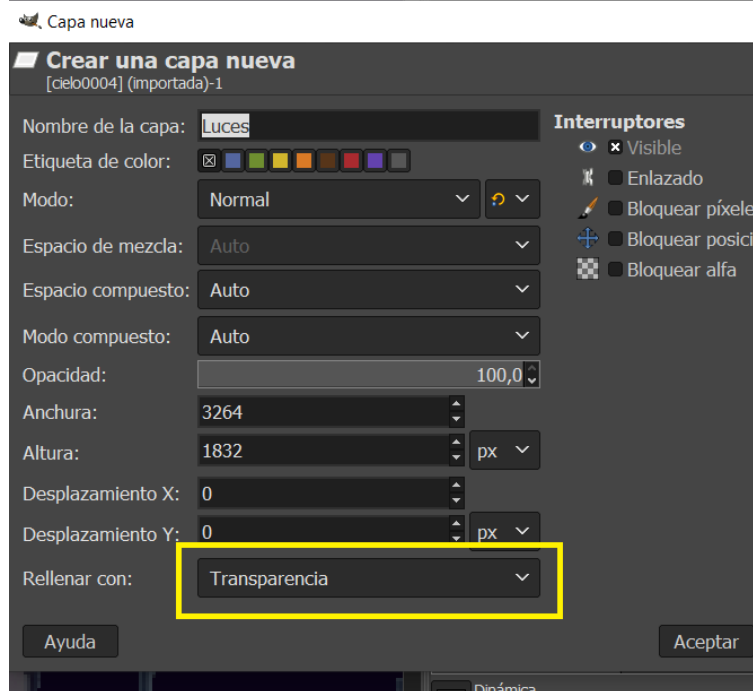 Capa nueva
Crear una capa nueva
[cielo0004] (importada)-1
Nombre de la capa: Luces
Etiqueta de color:
Modo: Normal
Espacio de mezcla: Auto
Espacio compuesto: Auto
Modo compuesto: Auto
Opacidad: 100,0
Anchura: 3264
Altura: 1832 px
Desplazamiento X: 0
Desplazamiento Y: 0 px
Rellenar con: Transparencia
Interruptores
Visible
Enlazado
Bloquear píxele
Bloquear posici
Bloquear alfa
Ayuda
Aceptar
Dinámica